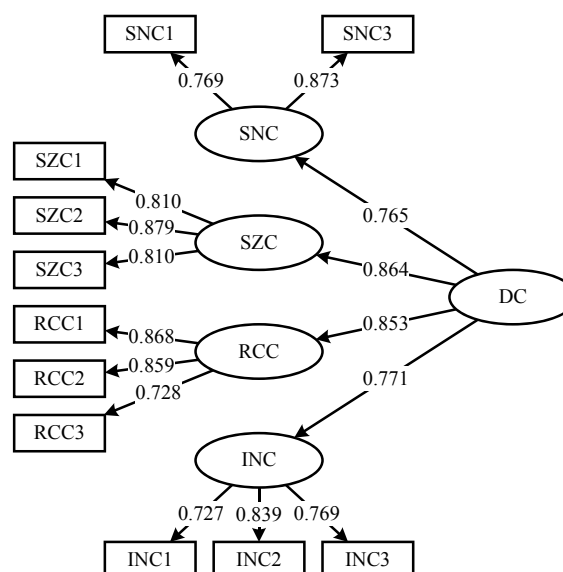 SNC1
SNC3
0.769
0.873
SNC
SZC1
0.810
SZC2
0.879
SZC
0.765
SZC3
0.810
0.864
DC
RCC1
0.868
0.853
RCC
RCC2
0.859
0.728
0.771
RCC3
INC
0.727
0.839
0.769
INC1
INC2
INC3